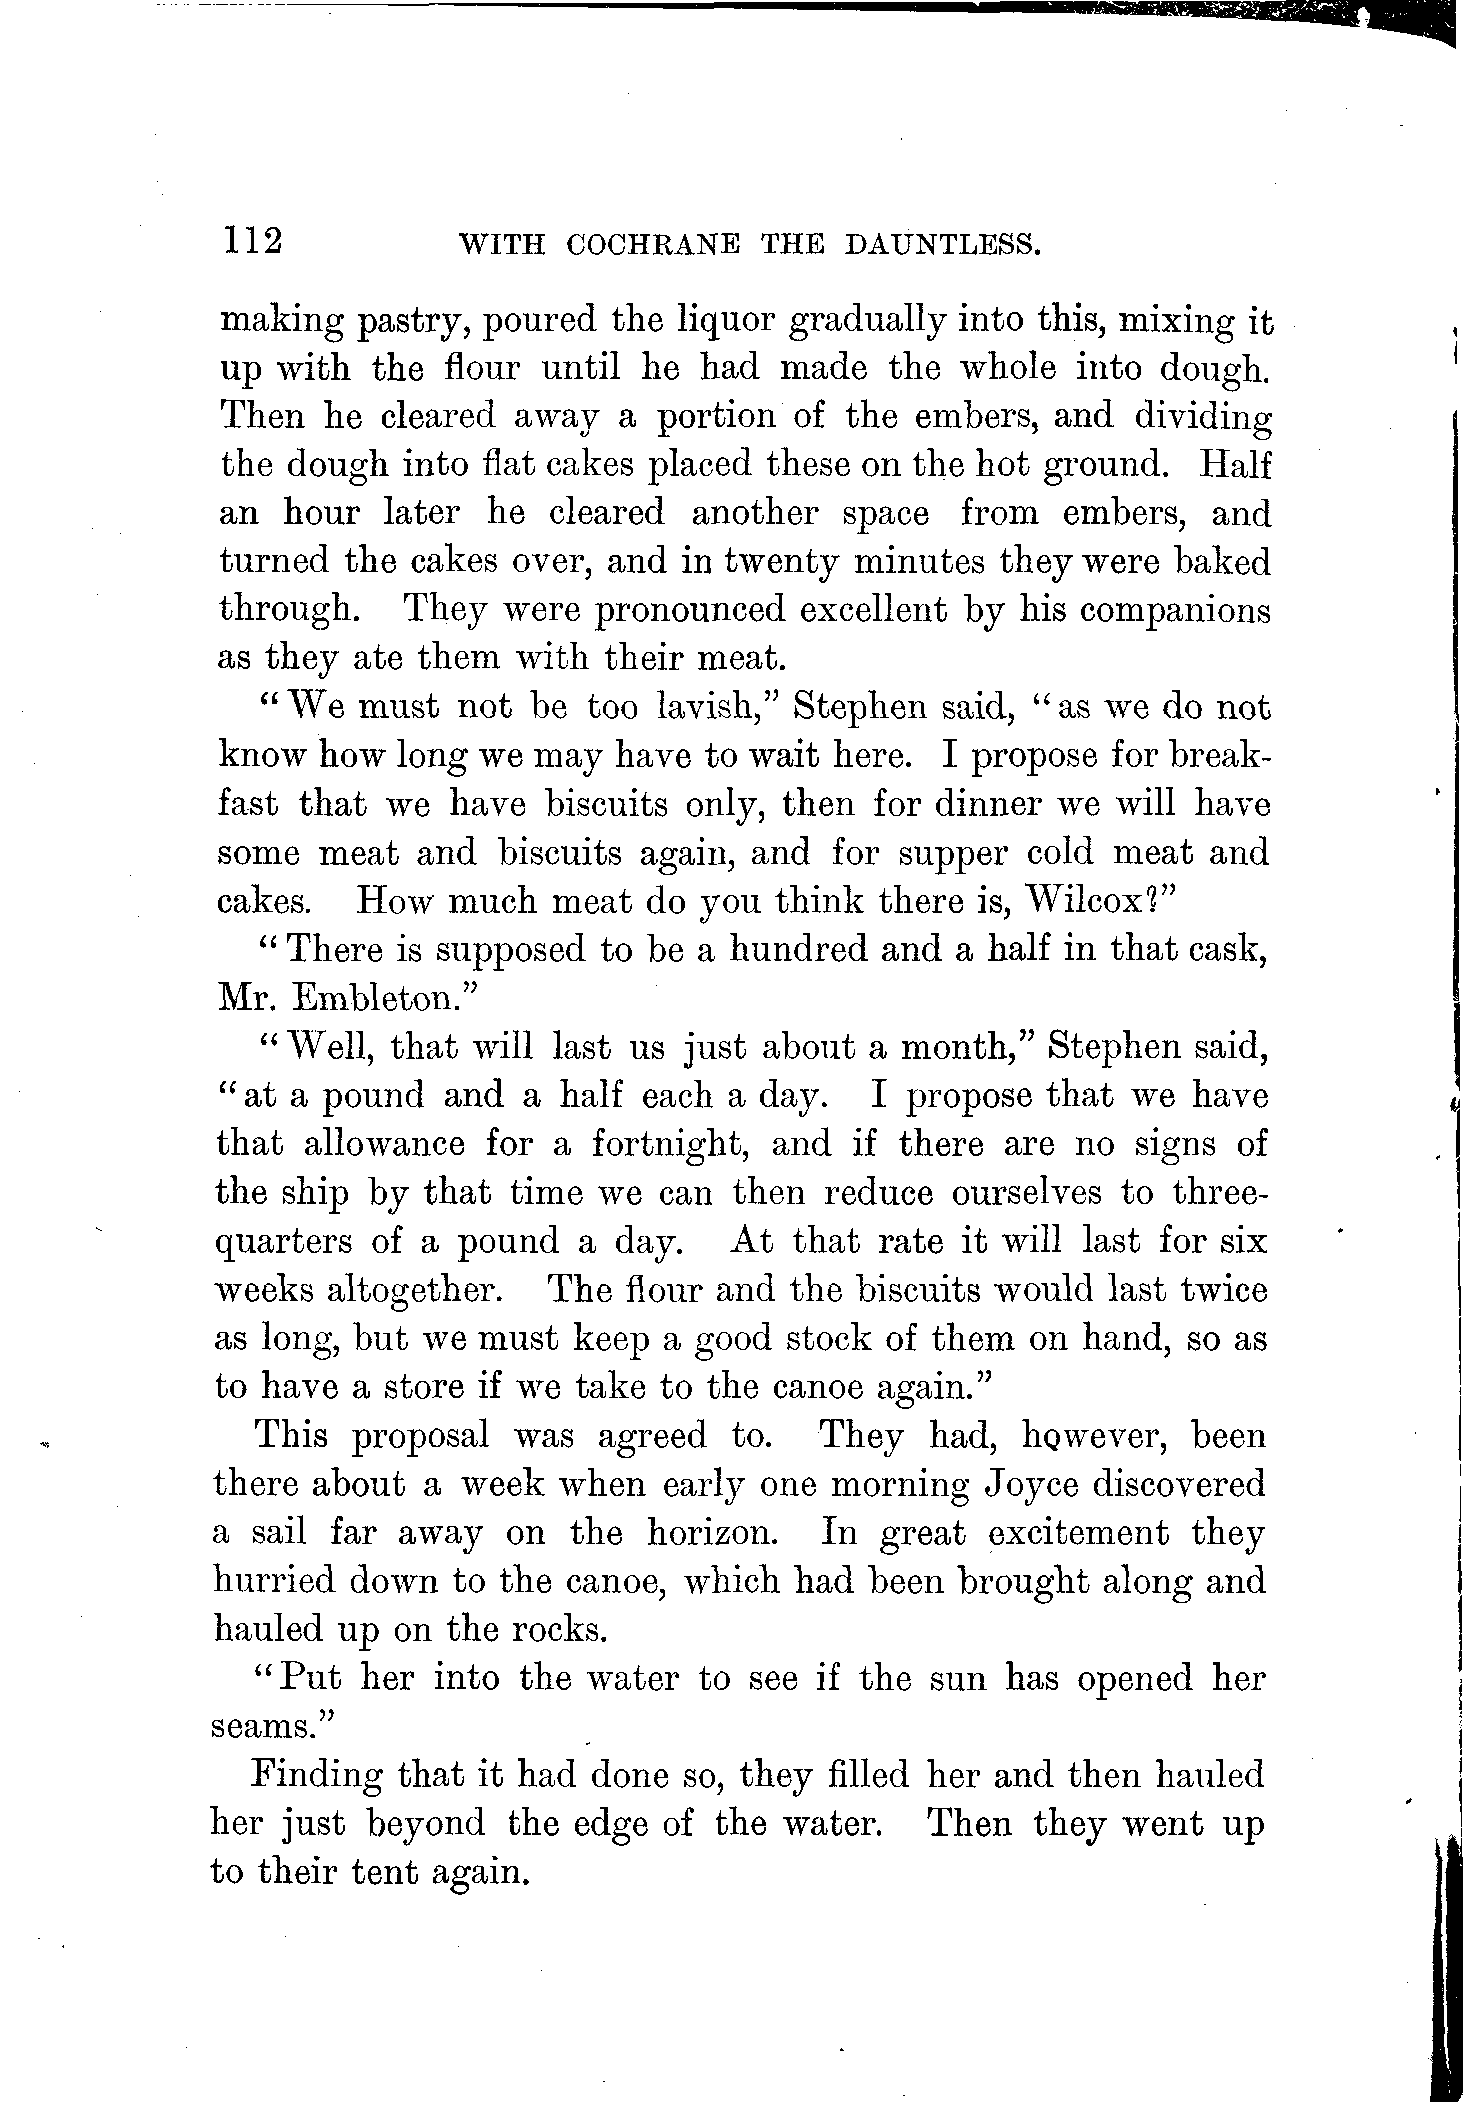 112 WITH COCHRANE THE DAUNTLESS.
making pastry, poured the liquor gradually into this, mixing it
up with the flour until he had made the whole into dough.
Then he cleared away a portion of the embers, and dividing
the dough into flat cakes placed these on the hot ground. Half
an hour later he cleared another space from embers, and
turned the cakes over, and in twenty minutes they were baked
through. They were pronounced excellent by his companions
as they ate them with their meat.
“We must not be too lavish,” Stephen said, “as we do not
know how long we may have to wait here. I propose for break-
fast that we have biscuits only, then for dinner we will have
some meat and biscuits again, and for supper cold meat and
cakes. How much meat do you think there is, Wilcox?”
“There is supposed to be a hundred and a half in that cask,
Mr. Embleton.”
“Well, that will last us just about a month,” Stephen said,
“at a pound and a half each a day. I propose that we have
that allowance for a fortnight, and if there are no signs of
the ship by that time we can then reduce ourselves to three-
quarters of a pound a day. At that rate it will last for six
weeks altogether. The flour and the biscuits would last twice
as long, but we must keep a good stock of them on hand, so as
to have a store if we take to the canoe again.”
This proposal was agreed to. They had, however, been
there about a week when early one morning Joyce discovered
a sail far away on the horizon. In great excitement they
hurried down to the canoe, which had been brought along and
hauled up on the rocks.
“Put her into the water to see if the sun has opened her
seams.”
Finding that it had done so, they filled her and then hauled
her just beyond the edge of the water. Then they went up
to their tent again.